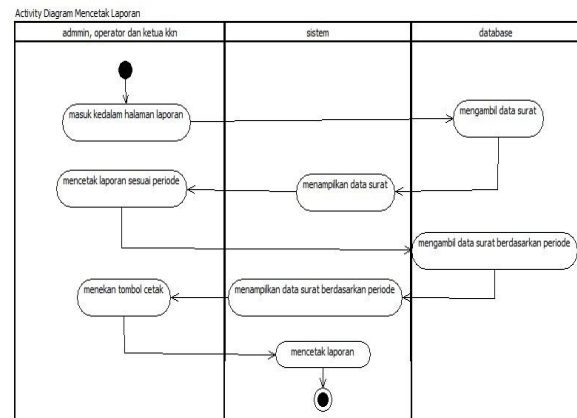 Activity Diagram Mencetak Laporan
admmin, operator dan ketua kkn
sistem
database
masuk kedalam halaman laporan
mengambil data surat
mencetak laporan sesuai periode
menampilkan data surat
mengambil data surat berdasarkan periode
menekan tombol cetak
menampilkan data surat berdasarkan periode
mencetak laporan